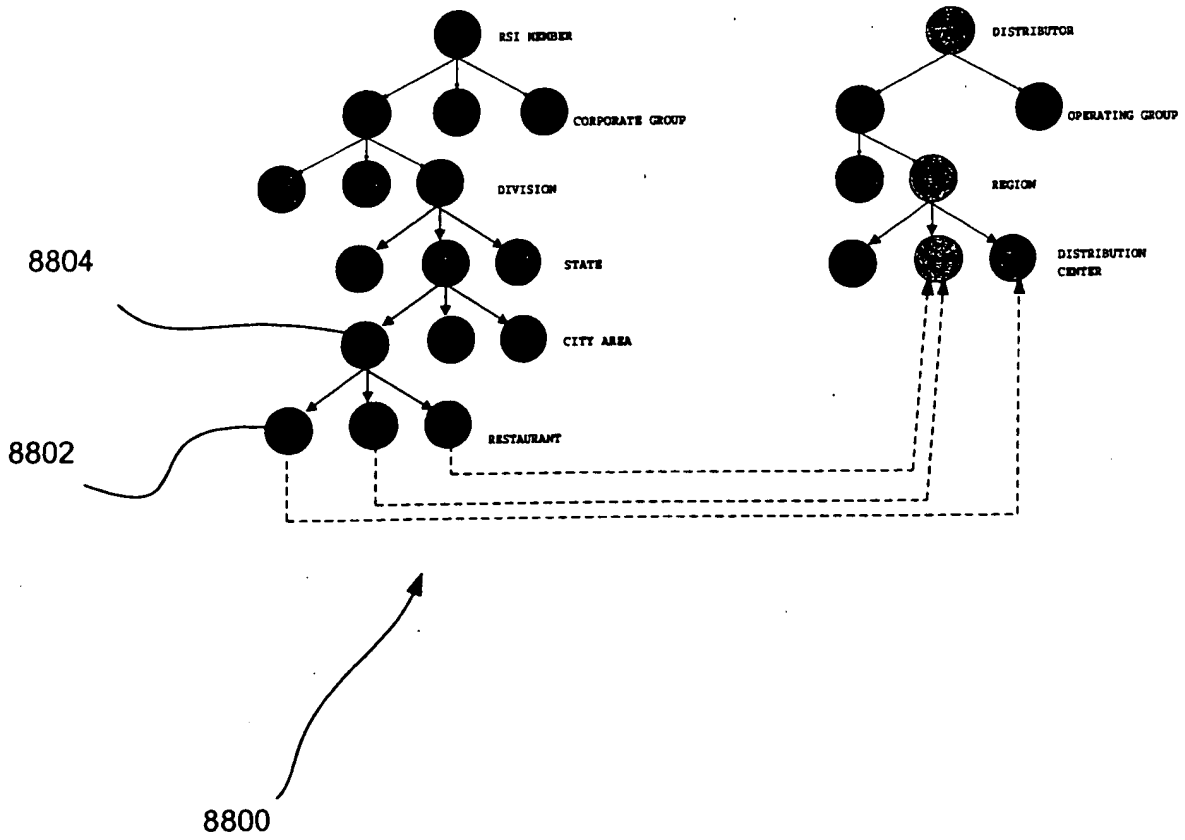 RSI MEMBER
DISTRIBUTOR
CORPORATE GROUP
OPERATING GROUP
DIVISION
REGION
8804
STATE
DISTRIBUTION
CENTER
CITY AREA
8802
RESTAURANT
8800